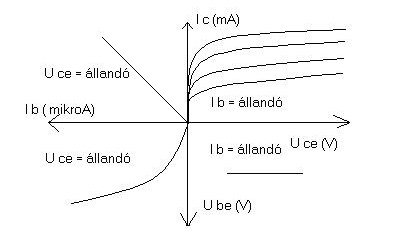 I c (mA)
U ce = állandó
I b ( mikroA)
I b = állandó
U ce (V)
U ce = állandó
I b = állandó
U be (V)